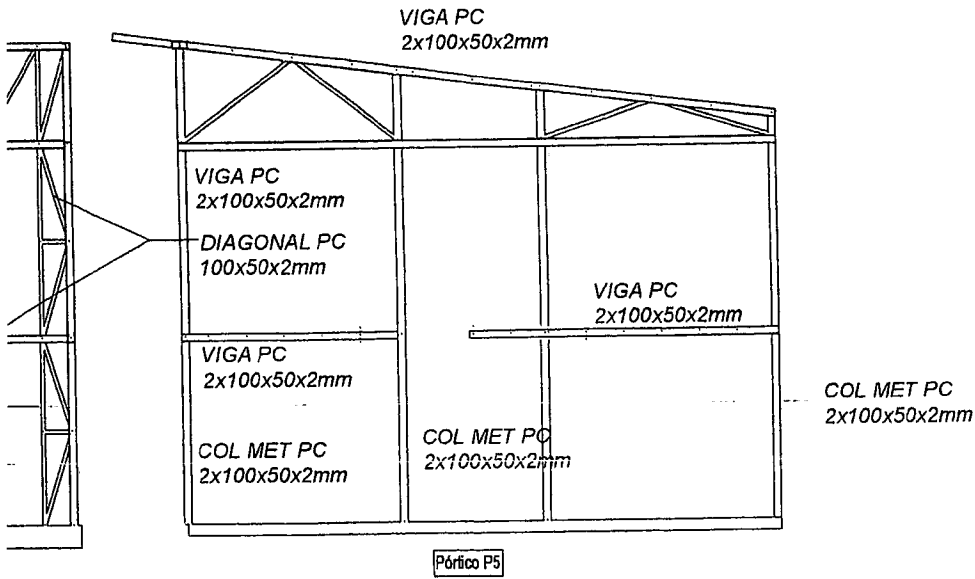 VIGA PC
2x100x50x2mm
VIGA PC
2x100x50x2mm
DIAGONAL PC
100x50x2mm
VIGA PC
2x100x50x2mm
VIGA PC
2x100x50x2mm
COL MET PC
2x100x50x2mm
COL MET PC
2x100x50x2mm
COL MET PC
2x100x50x2mm
Pórtico P5